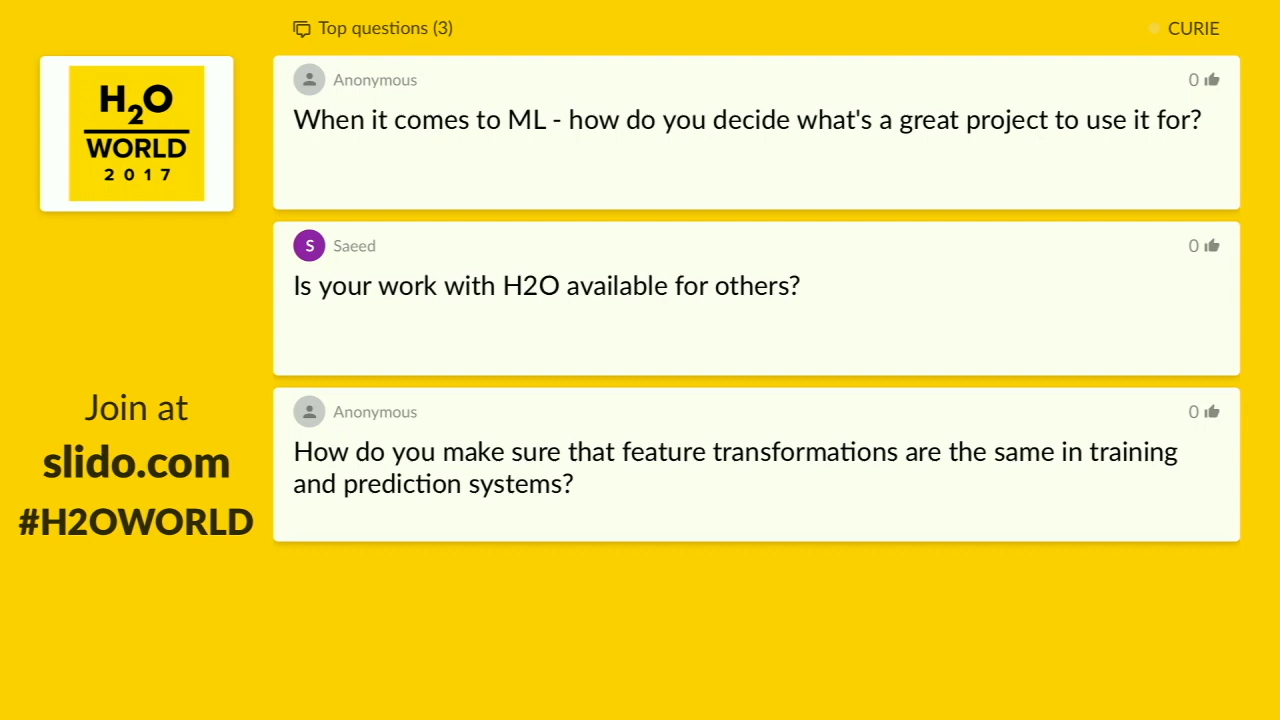 Top questions (3)
CURIE
H2O
WORLD
2017
Anonymous
0
When it comes to ML - how do you decide what's a great project to use it for?
S
Saeed
0
Is your work with H2O available for others?
Anonymous
0
How do you make sure that feature transformations are the same in training
and prediction systems?
Join at
slido.com
#H2OWORLD